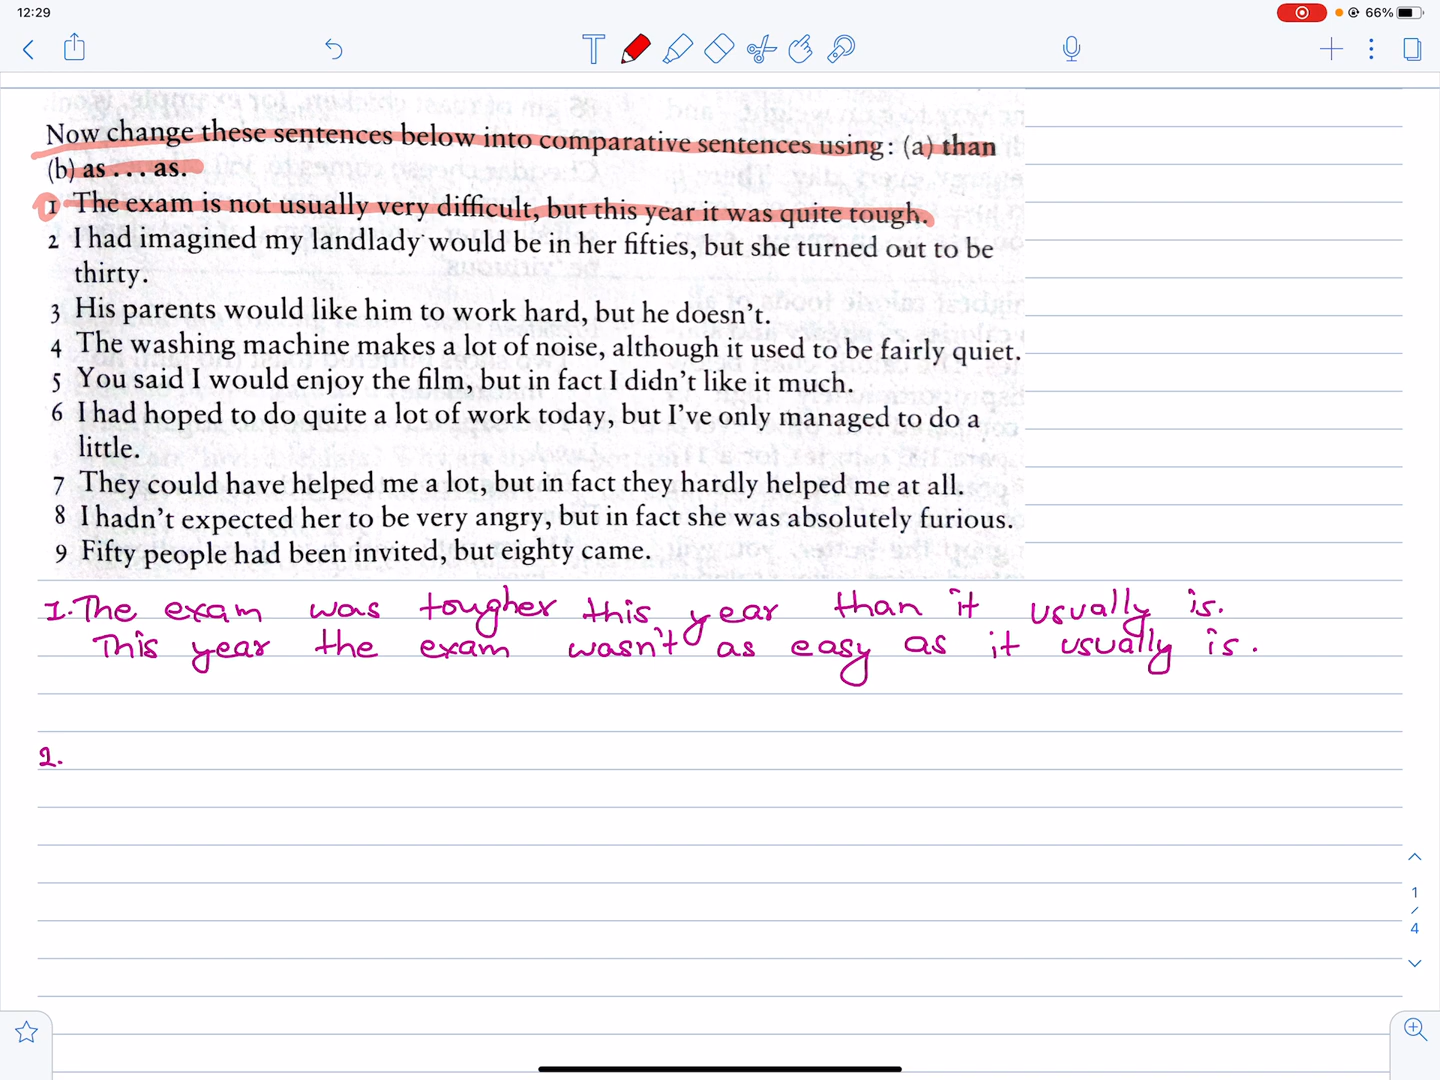 12:29
66%
T
Now change these sentences below into comparative sentences using: (a) than
(b) as . . . as.
1 The exam is not usually very difficult, but this year it was quite tough.
2 I had imagined my landlady would be in her fifties, but she turned out to be
thirty.
3 His parents would like him to work hard, but he doesn't.
4 The washing machine makes a lot of noise, although it used to be fairly quiet.
5 You said I would enjoy the film, but in fact I didn't like it much.
6 I had hoped to do quite a lot of work today, but I've only managed to do a
little.
7 They could have helped me a lot, but in fact they hardly helped me at all.
8 I hadn't expected her to be very angry, but in fact she was absolutely furious.
9 Fifty people had been invited, but eighty came.
1. The exam was tougher this year than it usually is.
This year the exam wasn't as easy as it usually is.
2.
1
/
4